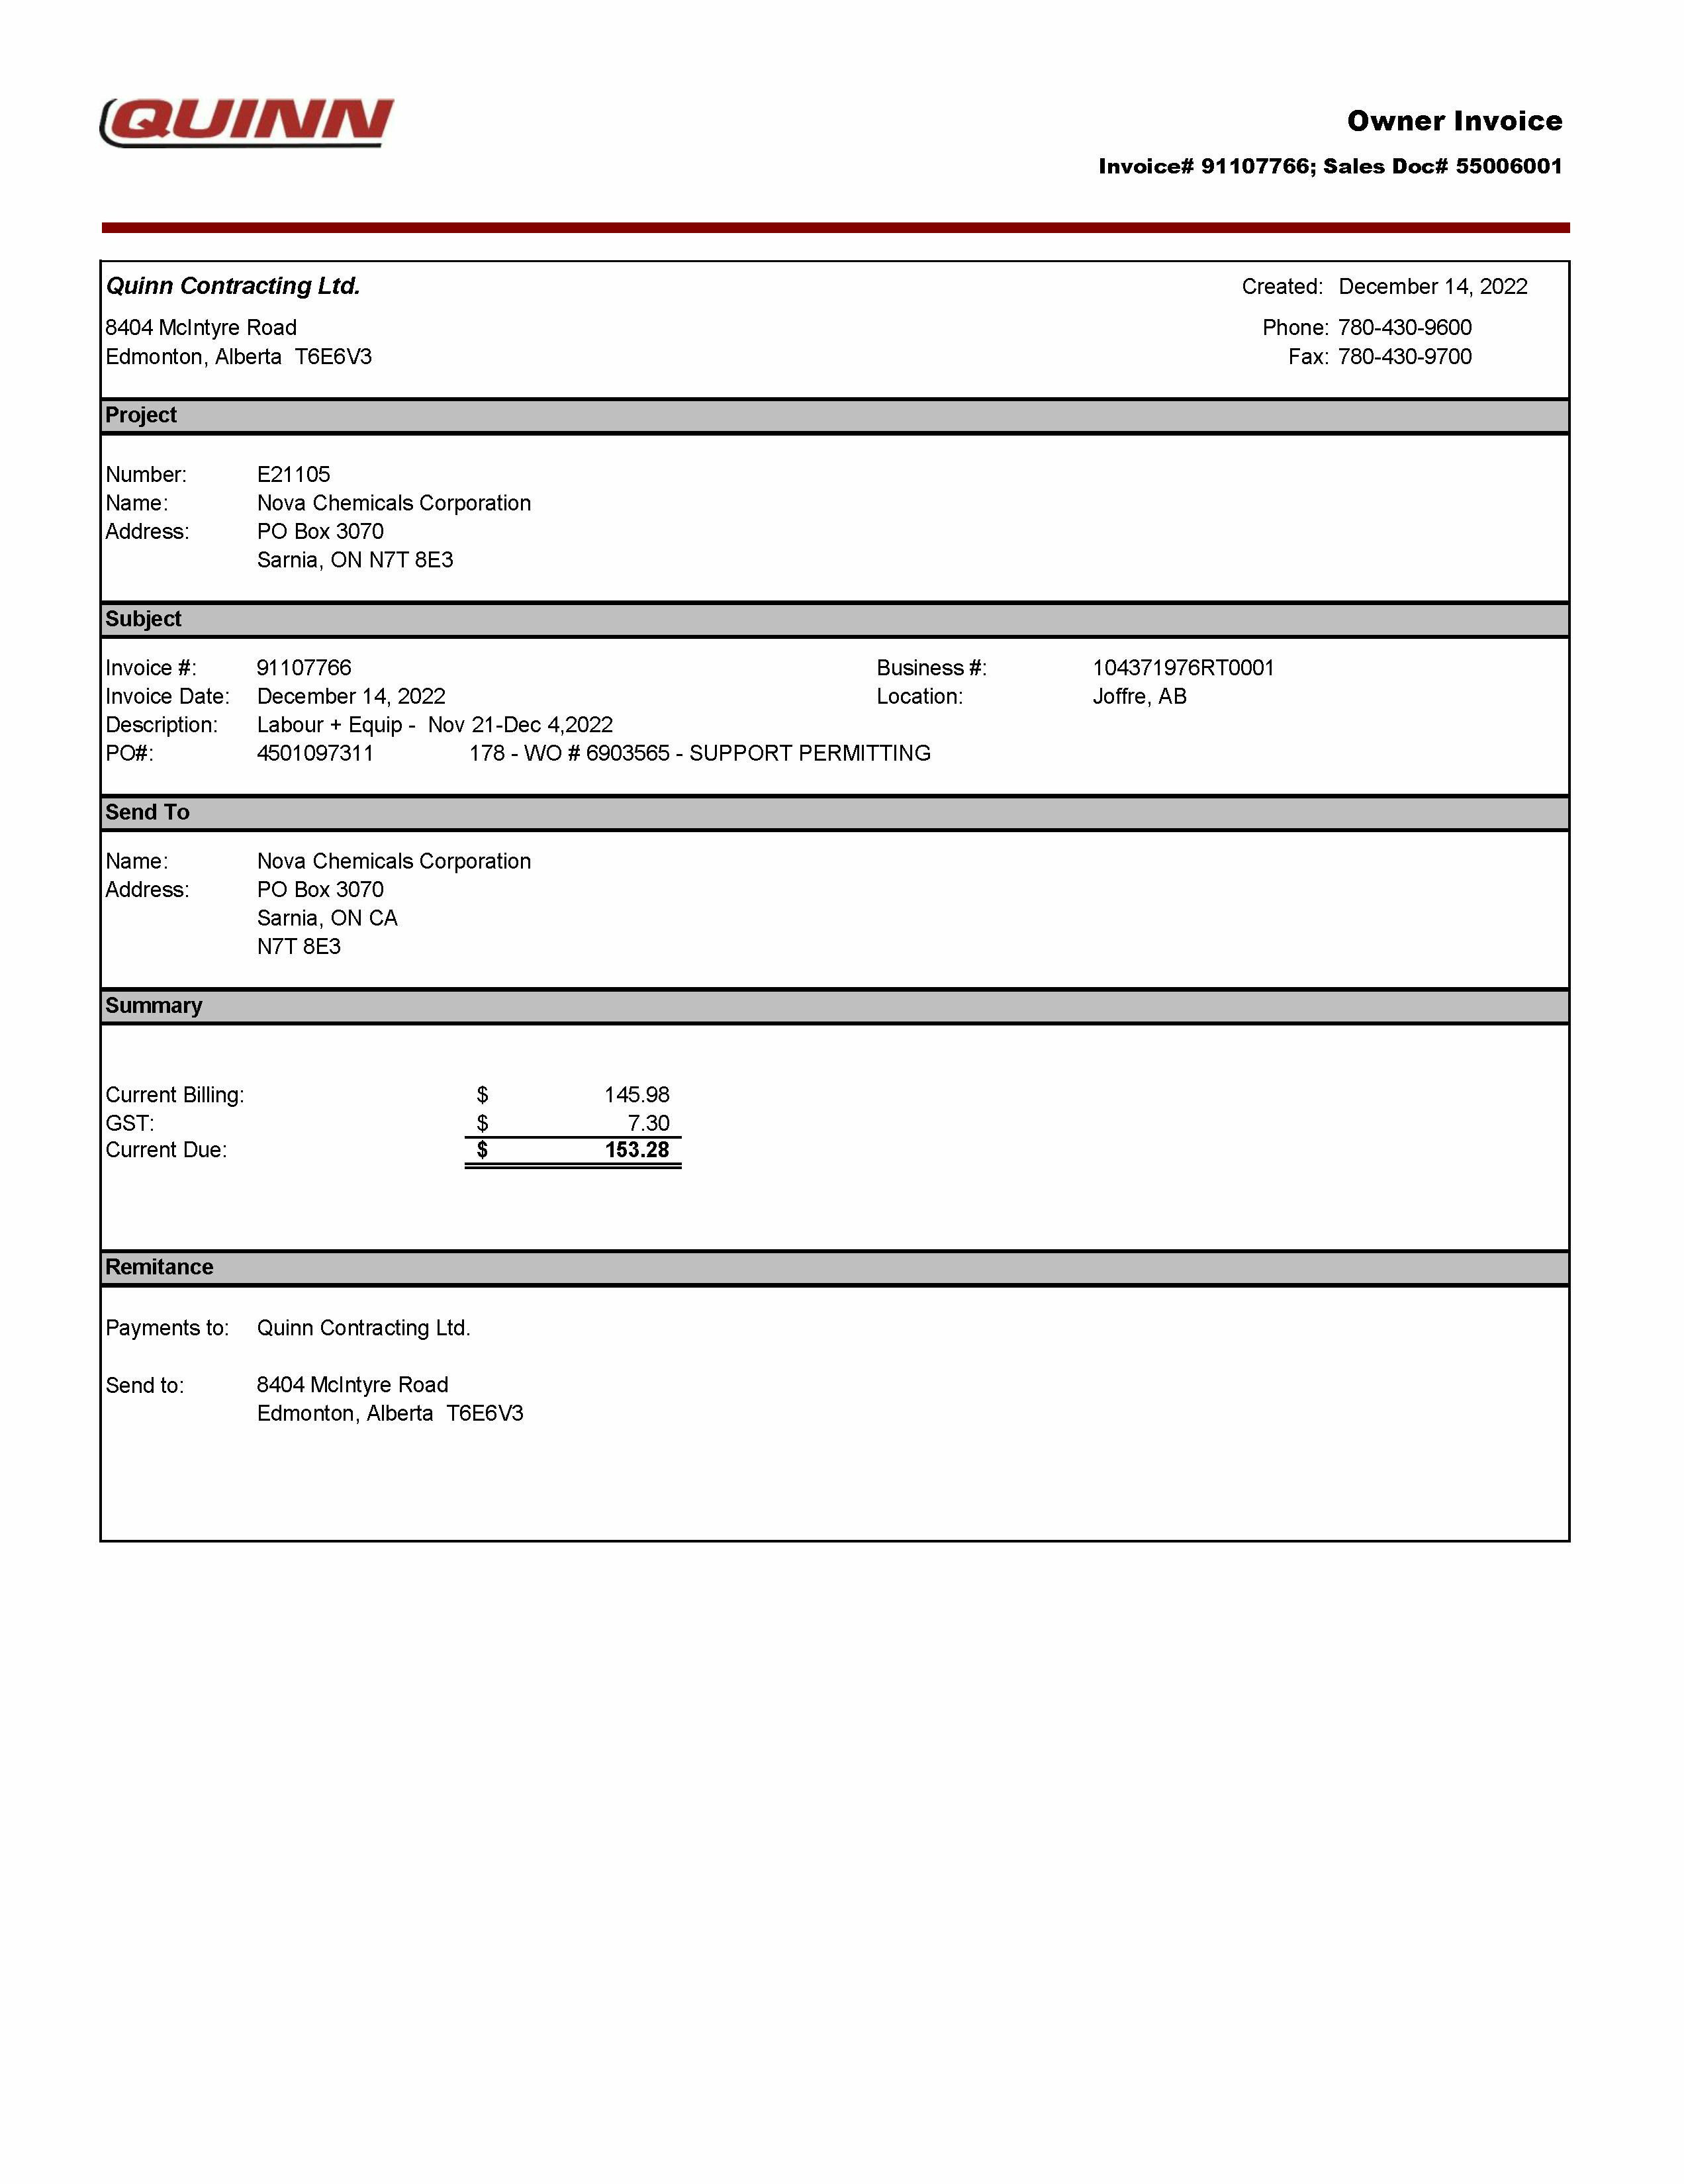 QUINN
Owner Invoice
Invoice# 91107766; Sales Doc# 55006001
Quinn Contracting Ltd. Created: December 14, 2022
8404 McIntyre Road Phone: 780-430-9600
Edmonton, Alberta T6E6V3 Fax: 780-430-9700
Project
Number: E21105
Name: Nova Chemicals Corporation
Address: PO Box 3070
Sarnia, ON N7T 8E3
Subject
Invoice #: 91107766 Business #: 104371976RT0001
Invoice Date: December 14, 2022 Location: Joffre, AB
Description: Labour + Equip - Nov 21-Dec 4,2022
PO#: 4501097311 178 - WO # 6903565 - SUPPORT PERMITTING
Send To
Name: Nova Chemicals Corporation
Address: PO Box 3070
Sarnia, ON CA
N7T 8E3
Summary
Current Billing: $ 145.98
GST: $ 7.30
Current Due: $ 153.28
Remitance
Payments to: Quinn Contracting Ltd.
Send to: 8404 McIntyre Road
Edmonton, Alberta T6E6V3